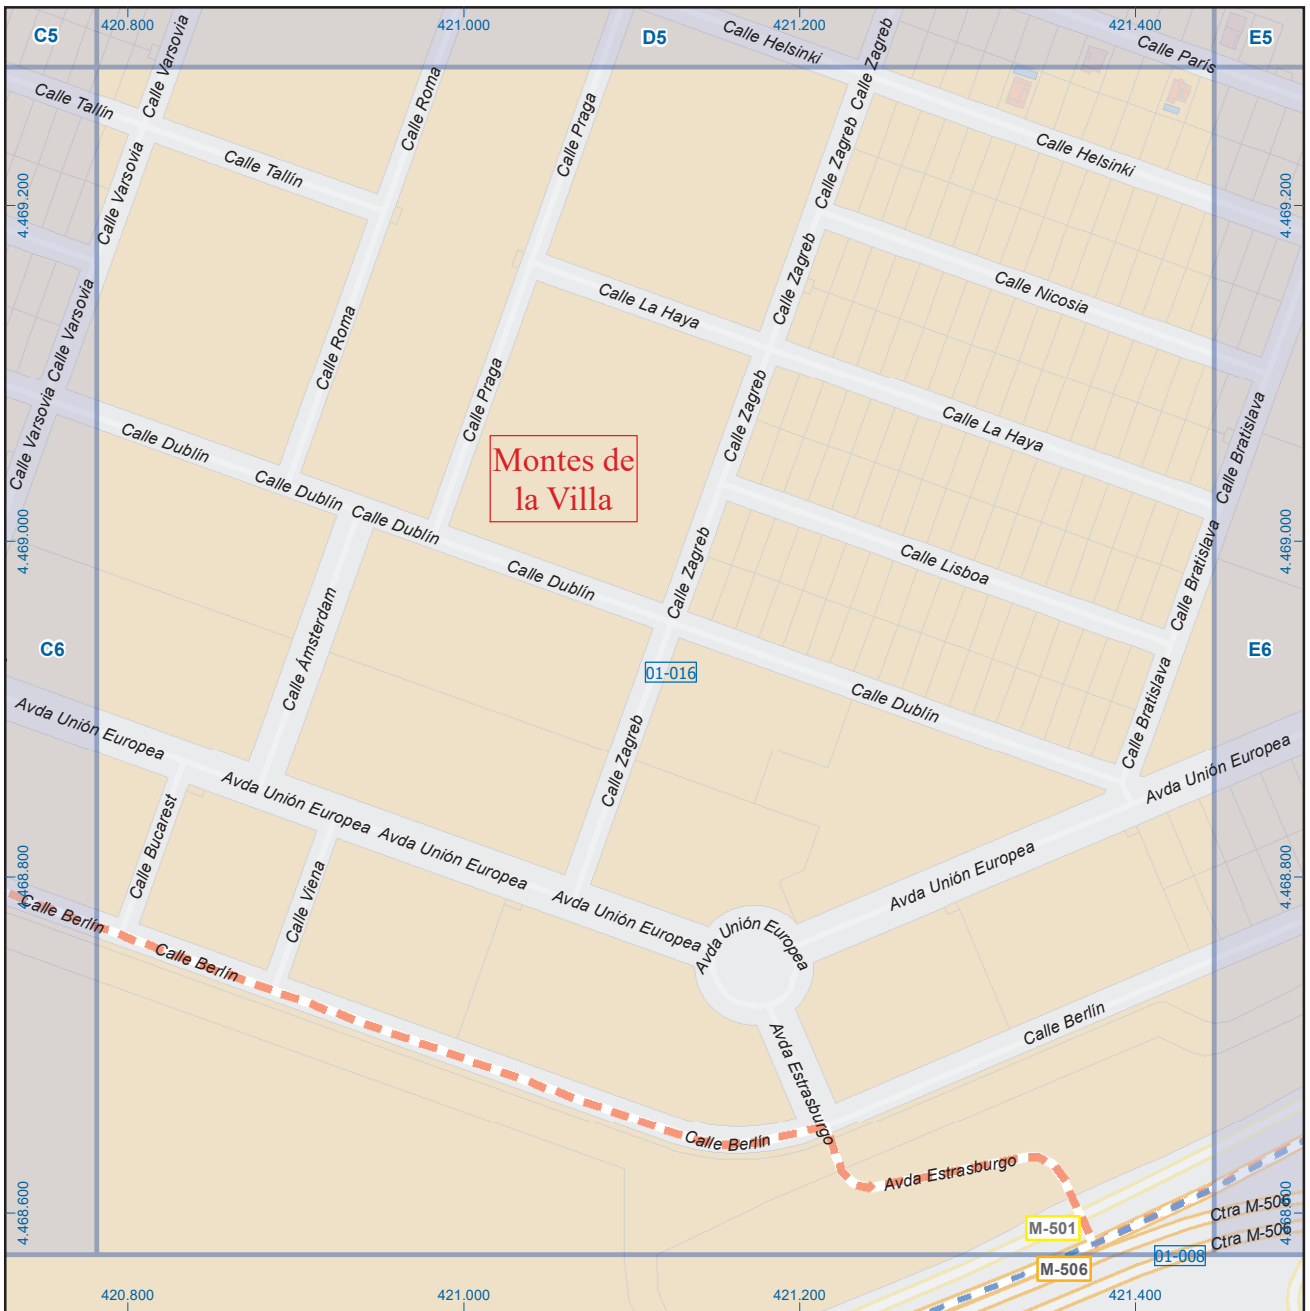 420.800
421.000
421.200
421.400
C5
D5
E5
Calle Varsovia
Calle Helsinki
Calle Zagreb
Calle París
Calle Tallín
Calle Roma
Calle Praga
Calle Zagreb
Calle Helsinki
Calle Varsovia
Calle Tallín
4.469.200
4.469.200
Calle Zagreb
Calle Nicosia
Calle Varsovia
Calle La Haya
Calle Roma
Calle Varsovia
Calle Praga
Calle Zagreb
Calle La Haya
Calle Bratislava
Calle Dublín
Montes de
la Villa
Calle Dublín
Calle Dublín
4.469.000
4.469.000
Calle Zagreb
Calle Dublín
Calle Lisboa
Calle Bratislava
Calle Ámsterdam
C6
E6
01-016
Calle Dublín
Calle Bratislava
Avda Unión Europea
Calle Zagreb
Avda Unión Europea
Avda Unión Europea
Avda Unión Europea
Calle Bucarest
4.468.800
4.468.800
Avda Unión Europea
Avda Unión Europea
Calle Viena
Calle Berlín
Avda Unión Europea
Calle Berlín
Calle Berlín
Avda Estrasburgo
Calle Berlín
Avda Estrasburgo
4.468.600
4.468.600
Ctra M-506
M-501
Ctra M-506
01-008
M-506
420.800
421.000
421.200
421.400